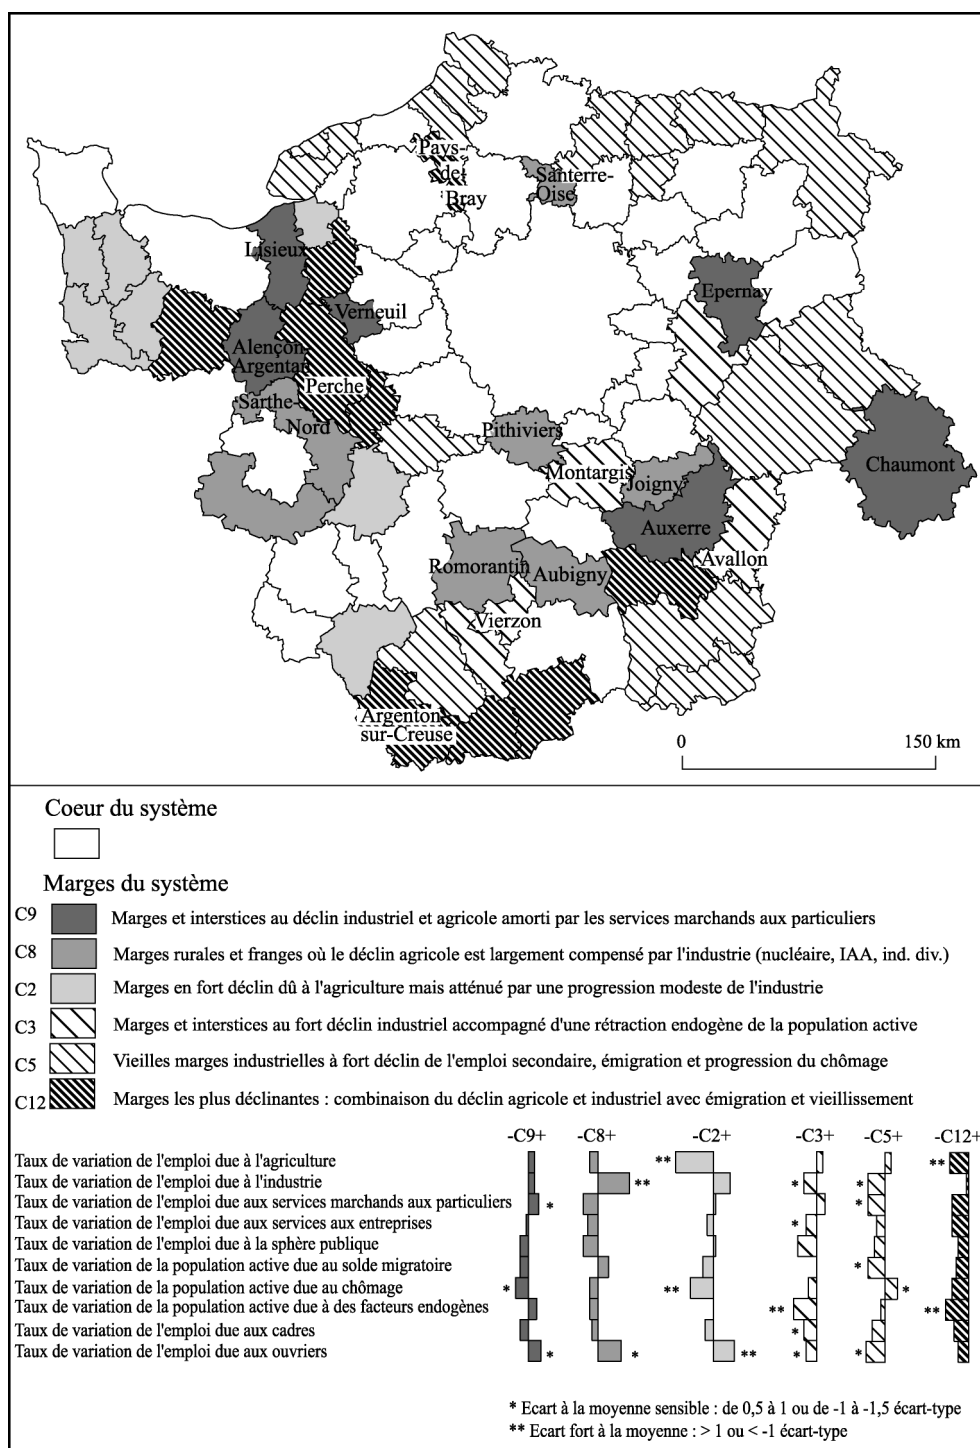 Pays-
de
Bray
Santerre-
Oise
Lisieux
Verneuil
Epernay
Alençon
Argentan
Perche
Sarthe-
Nord
Pithiviers
Montargis
Joigny
Chaumont
Auxerre
Avallon
Romorantin
Aubigny
Vierzon
Argenton-
sur-Creuse
0 150 km
Coeur du système
Marges du système
C9 Marges et interstices au déclin industriel et agricole amorti par les services marchands aux particuliers
C8 Marges rurales et franges où le déclin agricole est largement compensé par l'industrie (nucléaire, IAA, ind. div.)
C2 Marges en fort déclin dû à l'agriculture mais atténué par une progression modeste de l'industrie
C3 Marges et interstices au fort déclin industriel accompagné d'une rétraction endogène de la population active
C5 Vieilles marges industrielles à fort déclin de l'emploi secondaire, émigration et progression du chômage
C12 Marges les plus déclinantes : combinaison du déclin agricole et industriel avec émigration et vieillissement
-C9+ -C8+ -C2+ -C3+ -C5+ -C12+
Taux de variation de l'emploi due à l'agriculture ** **
Taux de variation de l'emploi due à l'industrie ** * *
Taux de variation de l'emploi due aux services marchands aux particuliers * *
Taux de variation de l'emploi due aux services aux entreprises *
Taux de variation de l'emploi due à la sphère publique
Taux de variation de la population active due au solde migratoire *
Taux de variation de la population active due au chômage * ** *
Taux de variation de la population active due à des facteurs endogènes ** **
Taux de variation de l'emploi due aux cadres *
Taux de variation de l'emploi due aux ouvriers * * ** * *
* Ecart à la moyenne sensible : de 0,5 à 1 ou de -1 à -1,5 écart-type
** Ecart fort à la moyenne : > 1 ou < -1 écart-type